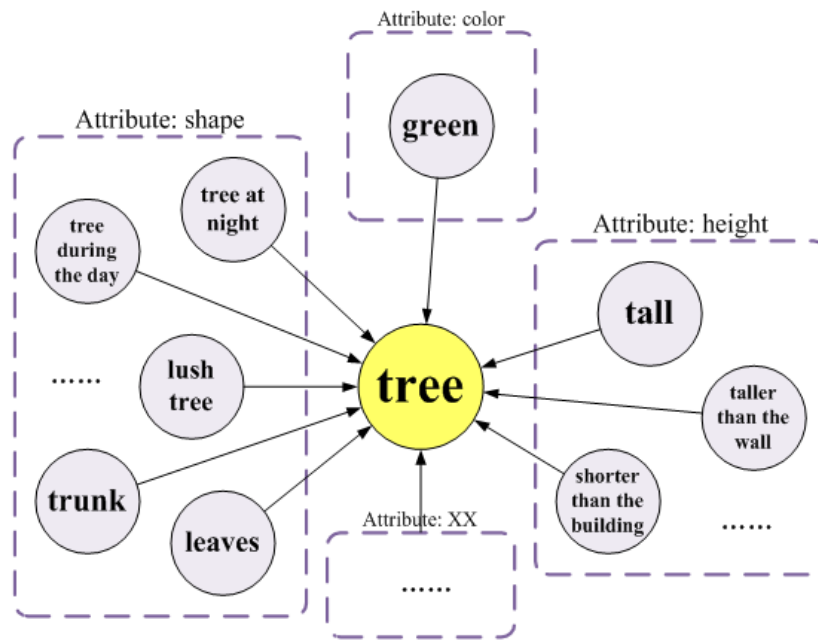 Attribute: color
green
Attribute: shape
tree at
night
tree
during
the day
......
lush
tree
trunk
leaves
tree
Attribute: height
tall
taller
than the
wall
shorter
than the
building
......
Attribute: XX
......